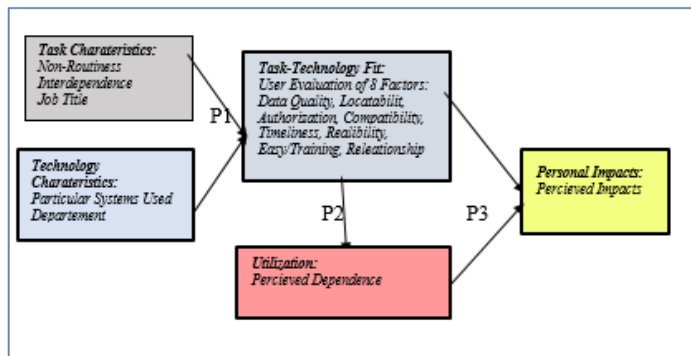 Task Charateristics:
Non-Routiness
Interdependence
Job Title
P1
Technology
Charateristics:
Particular Systems Used
Departement
Task-Technology Fit:
User Evaluation of 8 Factors:
Data Quality, Locatabilit,
Authorization, Compatibility,
Timeliness, Realibility,
Easy/Training, Releationship
P2
Utilization:
Percieved Dependence
P3
Personal Impacts:
Percieved Impacts